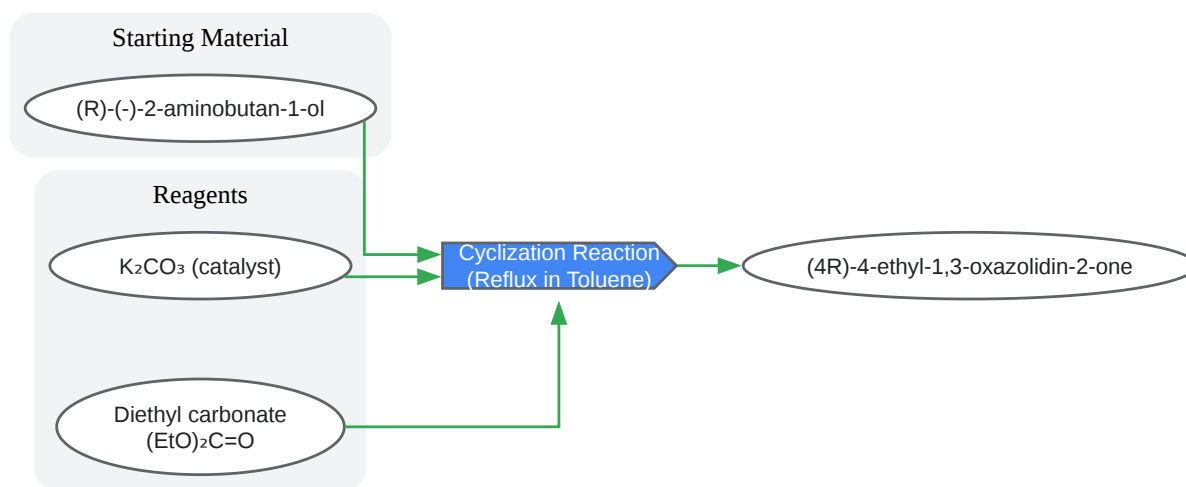 Starting Material
(R)-(-)-2-aminobutan-1-ol
Reagents
K₂CO₃ (catalyst)
Cyclization Reaction
(Reflux in Toluene)
(4R)-4-ethyl-1,3-oxazolidin-2-one
Diethyl carbonate
(EtO)₂C=O